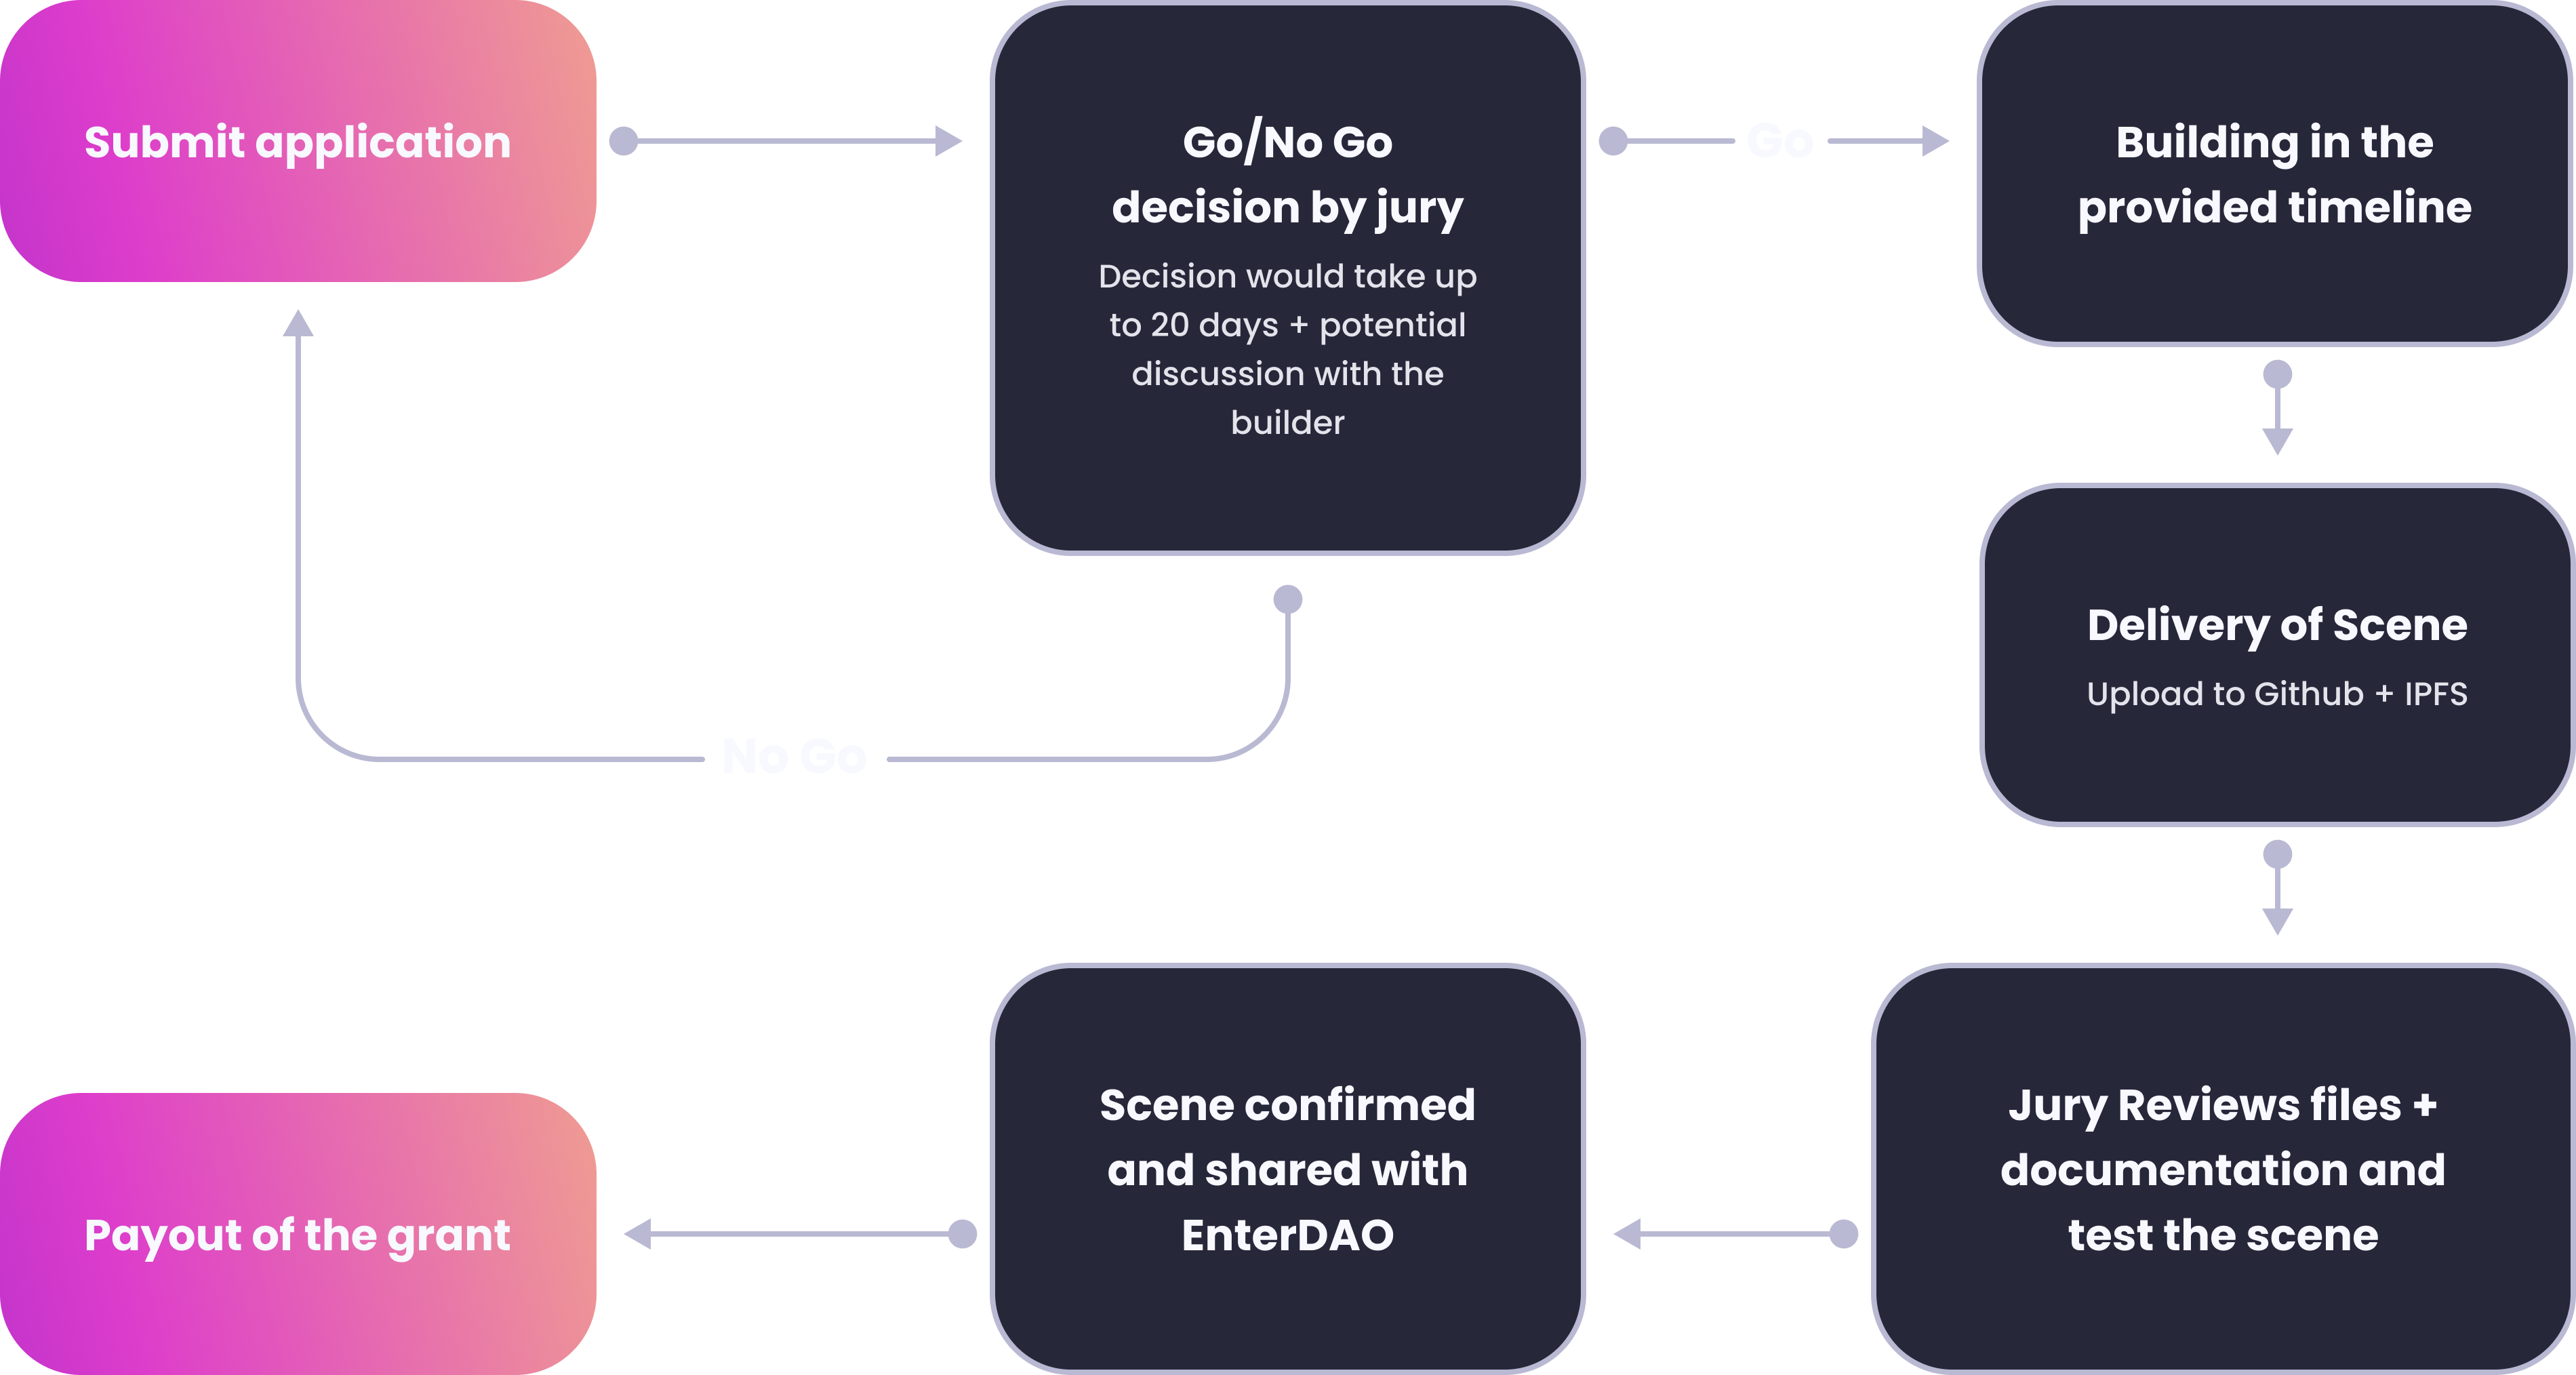 Submit application
Go/No Go
decision by jury
Decision would take up
to 20 days + potential
discussion with the
builder
Go
Building in the
provided timeline
Delivery of Scene
Upload to Github + IPFS
No Go
Jury Reviews files +
documentation and
test the scene
Scene confirmed
and shared with
EnterDAO
Payout of the grant